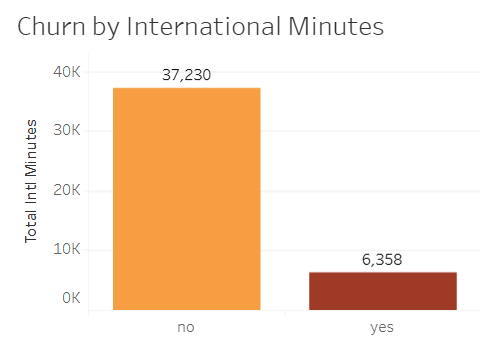 Churn by International Minutes
Total Intl Minutes
40K
30K
20K
10K
0K
37,230
6,358
no
yes